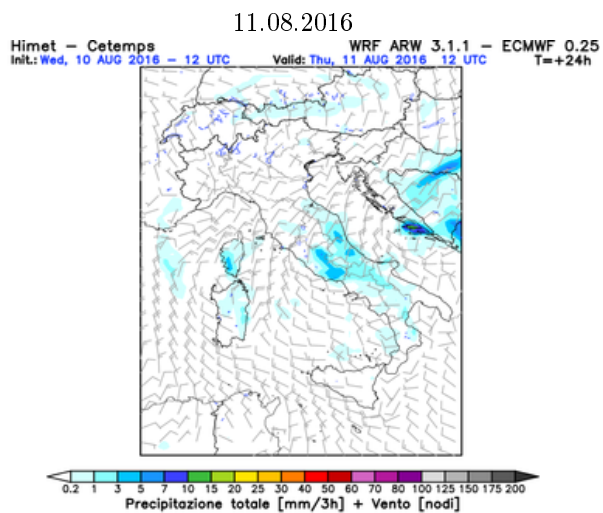 11.08.2016
Himet – Cetemps WRF ARW 3.1.1 – ECMWF 0.25
Init.: Wed, 10 AUG 2016 – 12 UTC Valid: Thu, 11 AUG 2016 12 UTC T=+24h
0.2 1 3 5 7 10 15 20 25 30 40 50 60 70 80 100 125 150 175 200
Precipitazione totale [mm/3h] + Vento [nodi]